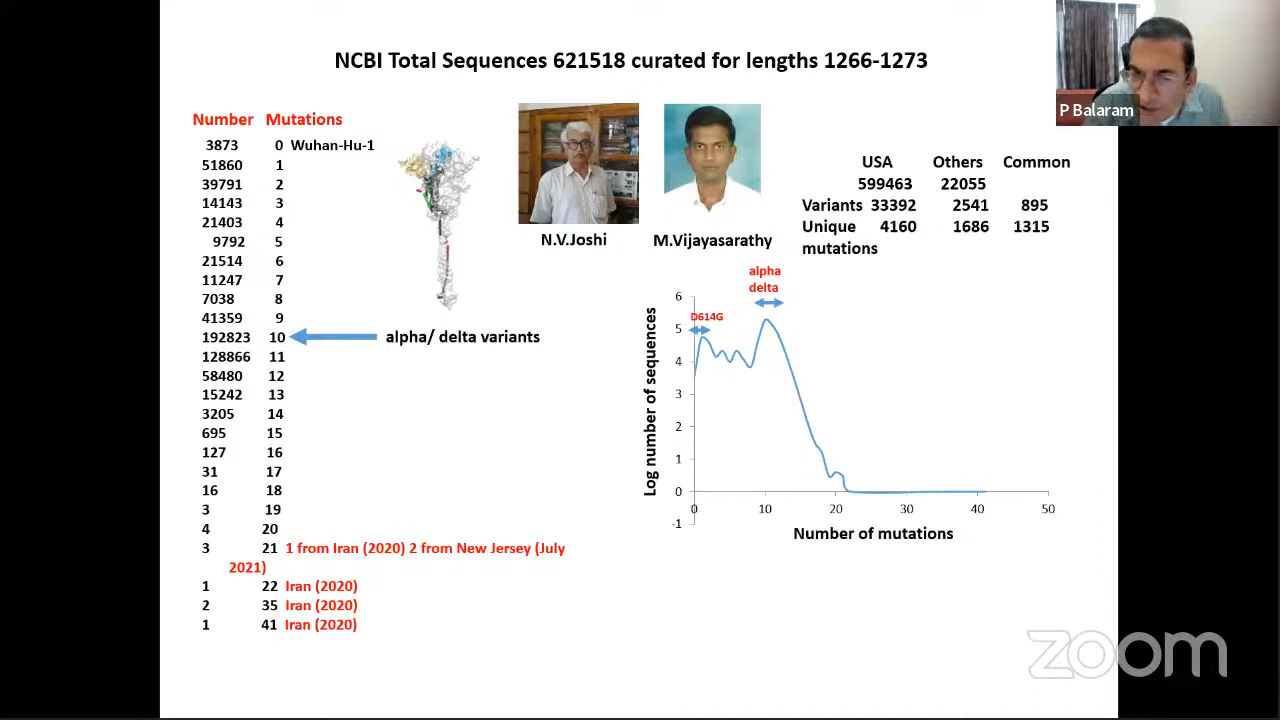 NCBI Total Sequences 621518 curated for lengths 1266-1273
P Balaram
Number Mutations
3873 0 Wuhan-Hu-1
51860 1
39791 2
14143 3
21403 4
9792 5
21514 6
11247 7
7038 8
41359 9
192823 10
alpha/ delta variants
128866 11
58480 12
15242 13
3205 14
695 15
127 16
31 17
16 18
3 19
4 20
3 21 1 from Iran (2020) 2 from New Jersey (July
2021)
1 22 Iran (2020)
2 35 Iran (2020)
1 41 Iran (2020)
N.V.Joshi
M.Vijayasarathy
USA Others Common
599463 22055
Variants 33392 2541 895
Unique 4160 1686 1315
mutations
alpha
delta
D614G
Log number of sequences
6
5
4
3
2
1
0
-1
0 10 20 30 40 50
Number of mutations
zoom